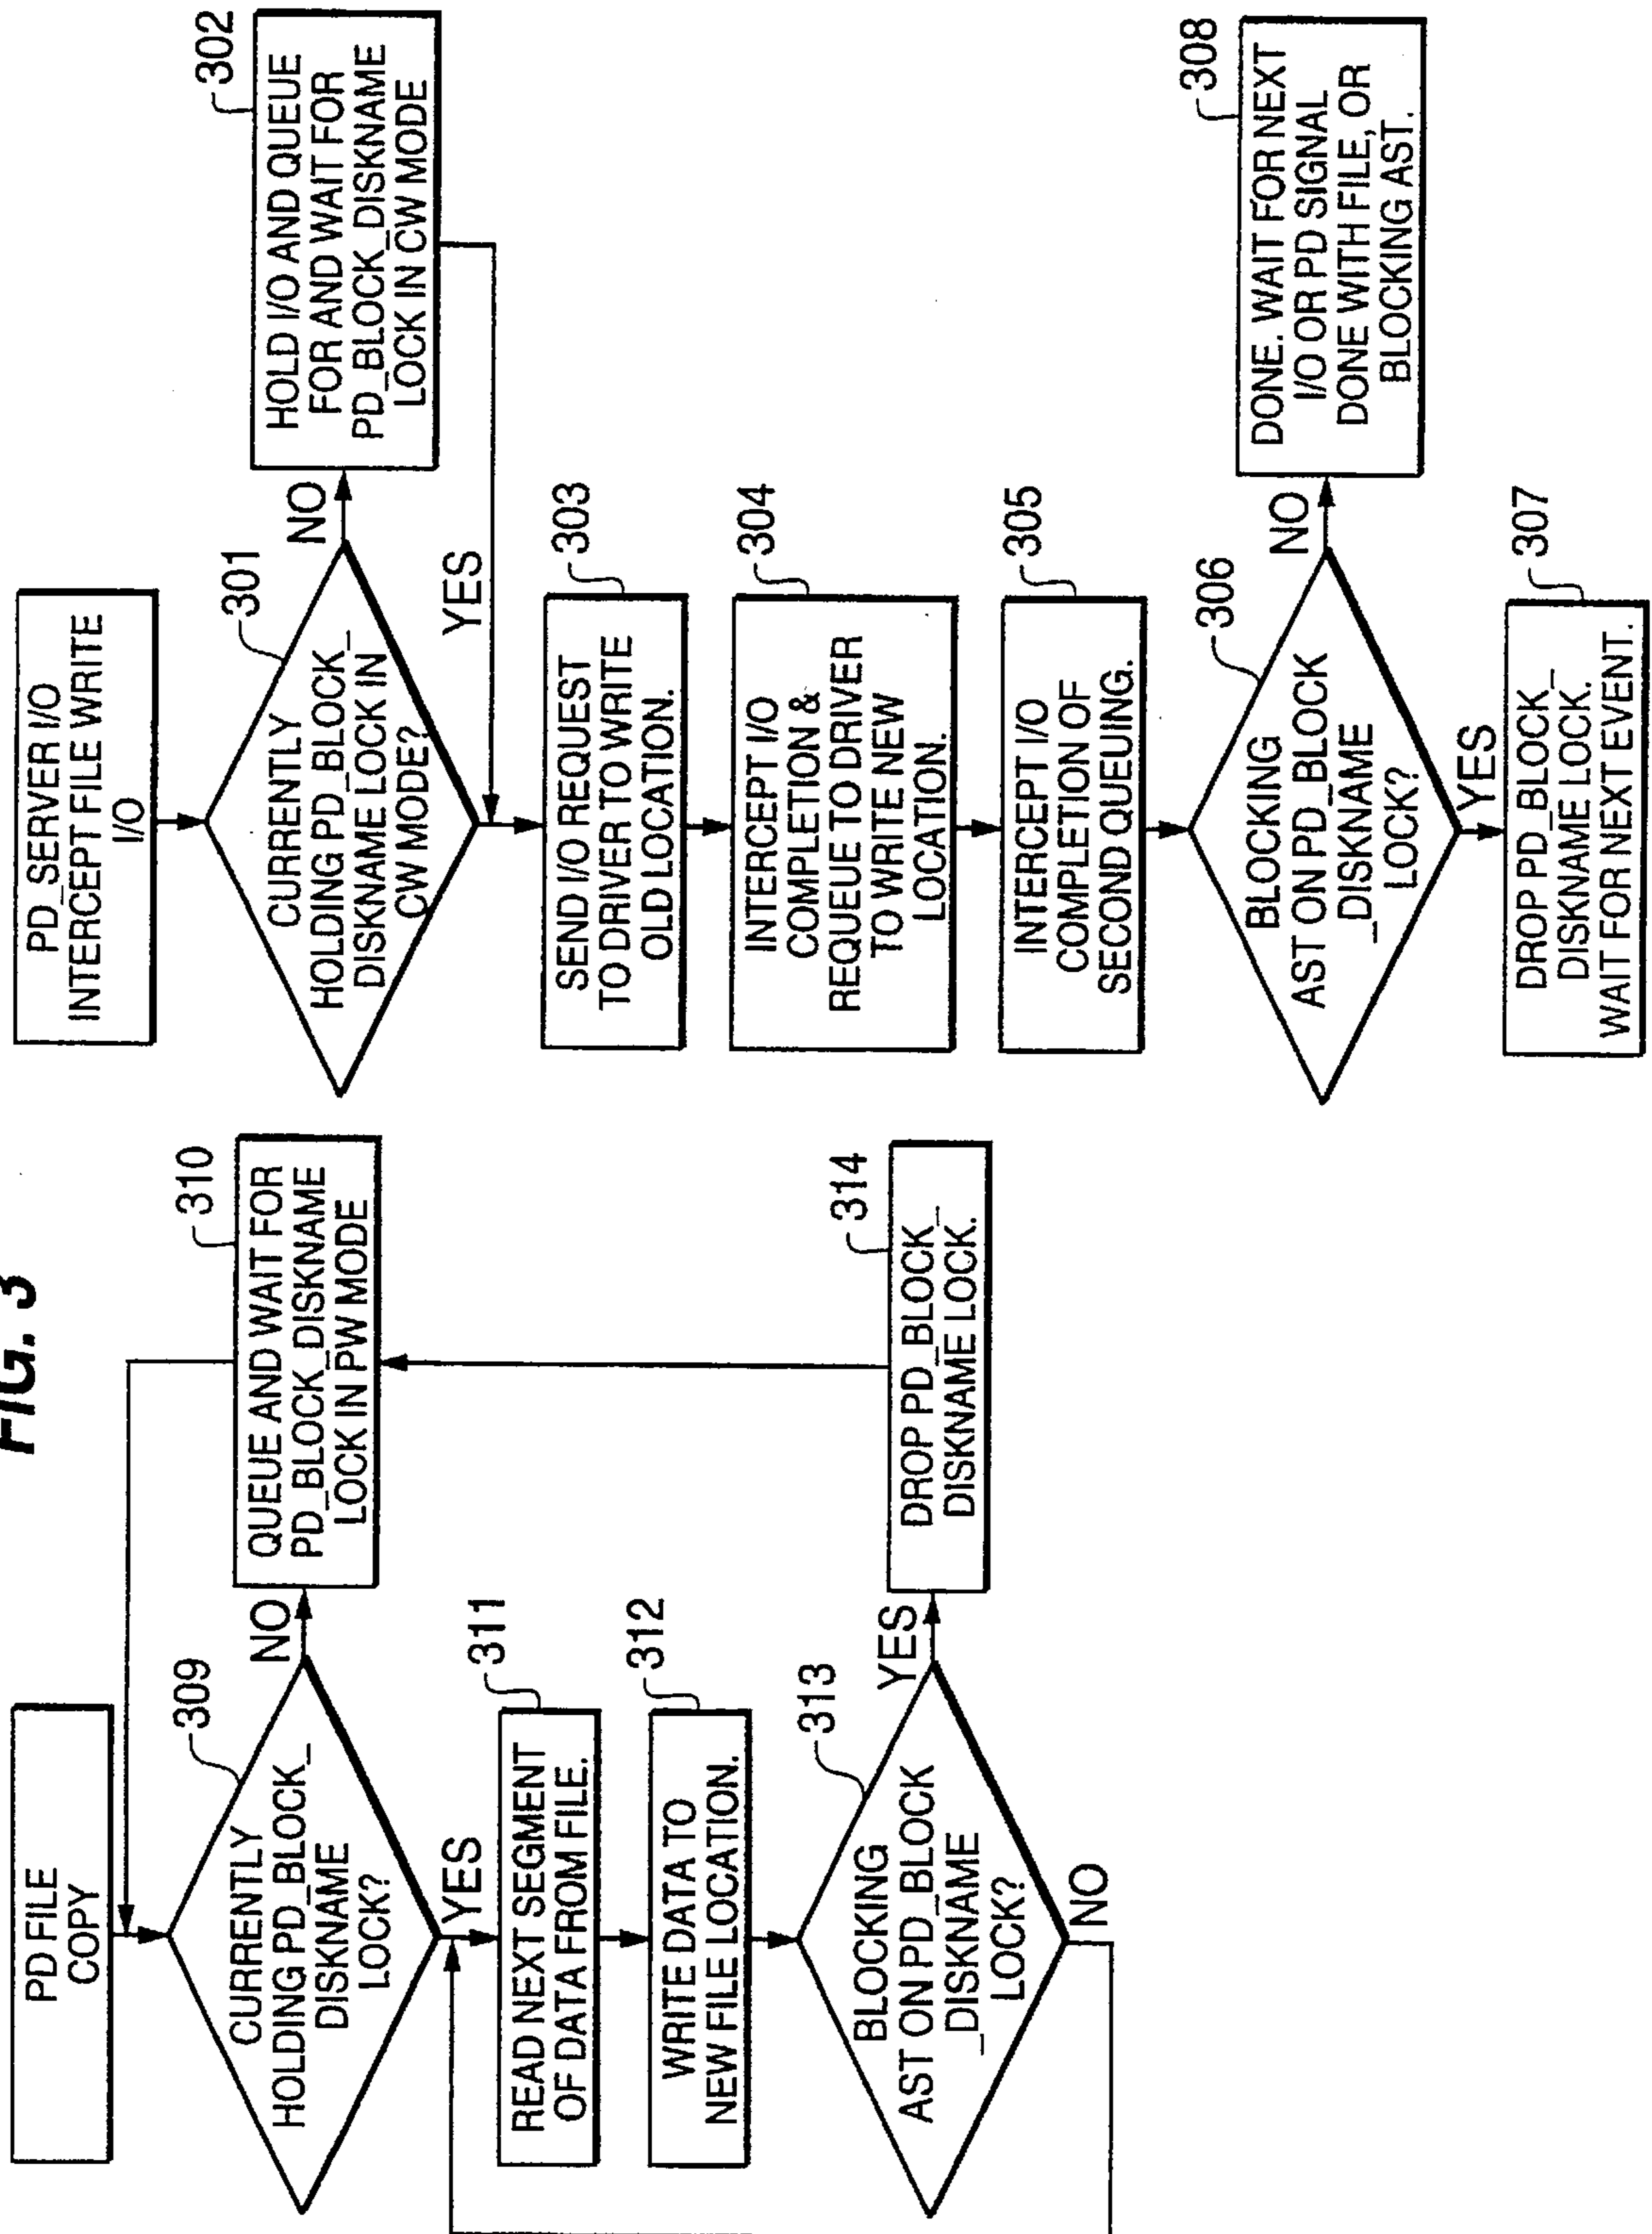 FIG. 3
PD FILE
COPY
309
CURRENTLY
HOLDING PD_BLOCK_
DISKNAME
LOCK?
NO
310
QUEUE AND WAIT FOR
PD_BLOCK_DISKNAME
LOCK IN PW MODE
YES
311
READ NEXT SEGMENT
OF DATA FROM FILE.
312
WRITE DATA TO
NEW FILE LOCATION.
313
BLOCKING
AST ON PD_BLOCK
_DISKNAME
LOCK?
YES
314
DROP PD_BLOCK_
DISKNAME LOCK.
NO
PD_SERVER I/O
INTERCEPT FILE WRITE
I/O
301
CURRENTLY
HOLDING PD_BLOCK_
DISKNAME LOCK IN
CW MODE?
NO
302
HOLD I/O AND QUEUE
FOR AND WAIT FOR
PD_BLOCK_DISKNAME
LOCK IN CW MODE
YES
303
SEND I/O REQUEST
TO DRIVER TO WRITE
OLD LOCATION.
304
INTERCEPT I/O
COMPLETION &
REQUEUE TO DRIVER
TO WRITE NEW
LOCATION.
305
INTERCEPT I/O
COMPLETION OF
SECOND QUEUING.
306
BLOCKING
AST ON PD_BLOCK
_DISKNAME
LOCK?
NO
308
DONE. WAIT FOR NEXT
I/O OR PD SIGNAL
DONE WITH FILE, OR
BLOCKING AST.
YES
307
DROP PD_BLOCK_
DISKNAME LOCK.
WAIT FOR NEXT EVENT.